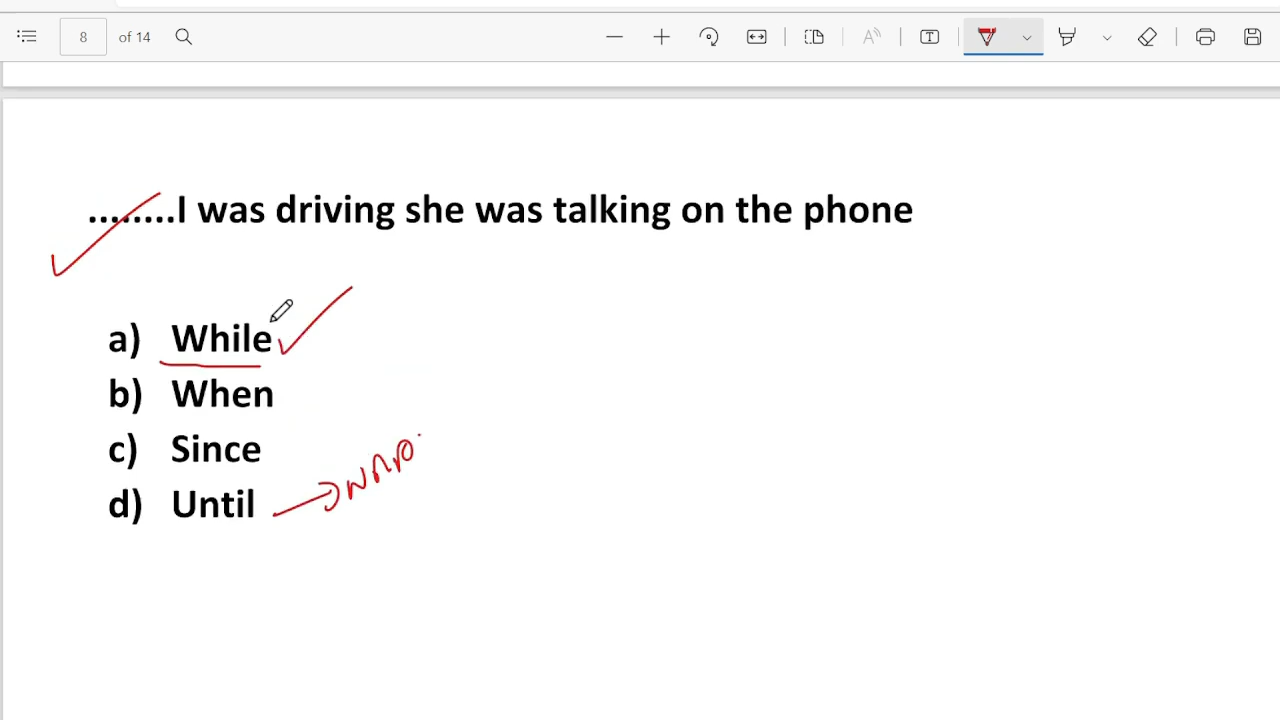 8 of 14
........I was driving she was talking on the phone
a) While
b) When
c) Since
d) Until